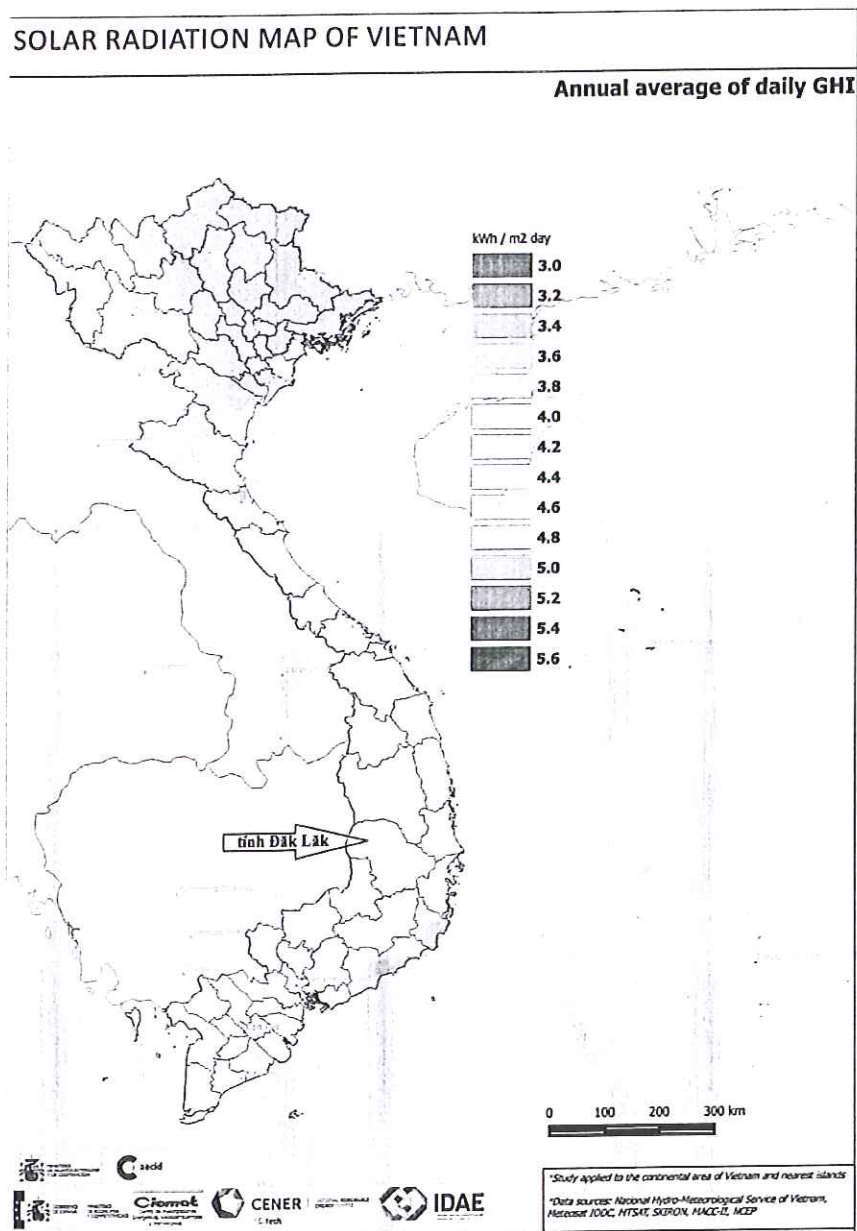 SOLAR RADIATION MAP OF VIETNAM
Annual average of daily GHI
kWh / m2 day
3.0
3.2
3.4
3.6
3.8
4.0
4.2
4.4
4.6
4.8
5.0
5.2
5.4
5.6
tỉnh Đăk Lăk
0 100 200 300 km
aecid
Ciemat
CENER
IDAE
*Study applied to the continental area of Vietnam and nearest islands
*Data sources: National Hydro-Meteorological Service of Vietnam,
Meteosat IODC, MTSAT, SKIRON, MACC-II, NCEP